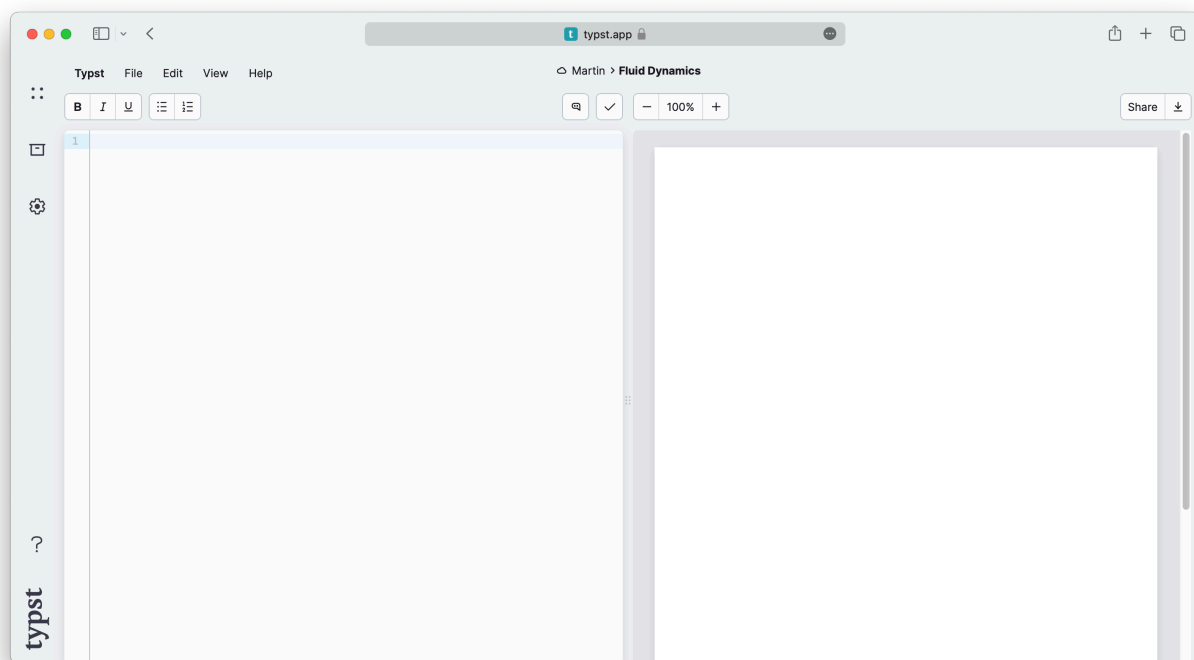 typst.app
Typst File Edit View Help
Martin > Fluid Dynamics
B I U
100%
Share
1
?
typst